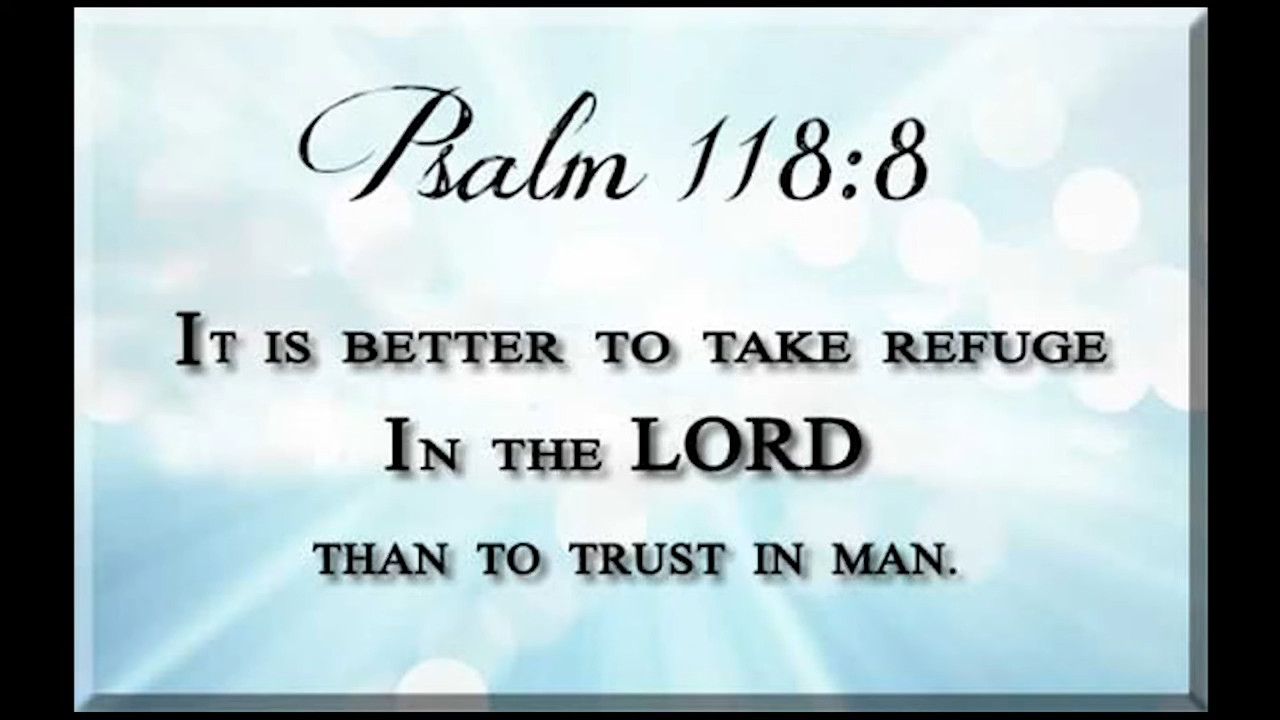 Psalm 118:8
It is better to take refuge
In the LORD
than to trust in man.